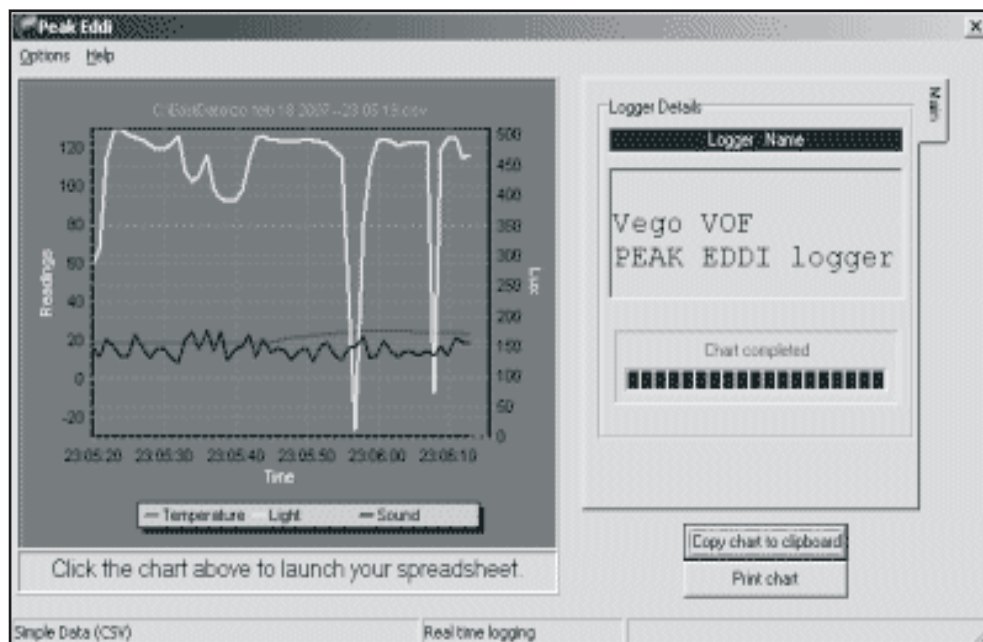 Peak Eddi
Options Help
Main
Logger Details
Logger Name
Vego VOF
PEAK EDDI logger
Chart completed
120
100
80
60
40
20
0
-20
Readings
500
450
400
350
300
250
200
150
100
50
0
Lux
23:05:20 23:05:30 23:05:40 23:05:50 23:06:00 23:06:10
Time
Temperature Light Sound
Click the chart above to launch your spreadsheet.
Copy chart to clipboard
Print chart
Simple Data (CSV) Real time logging